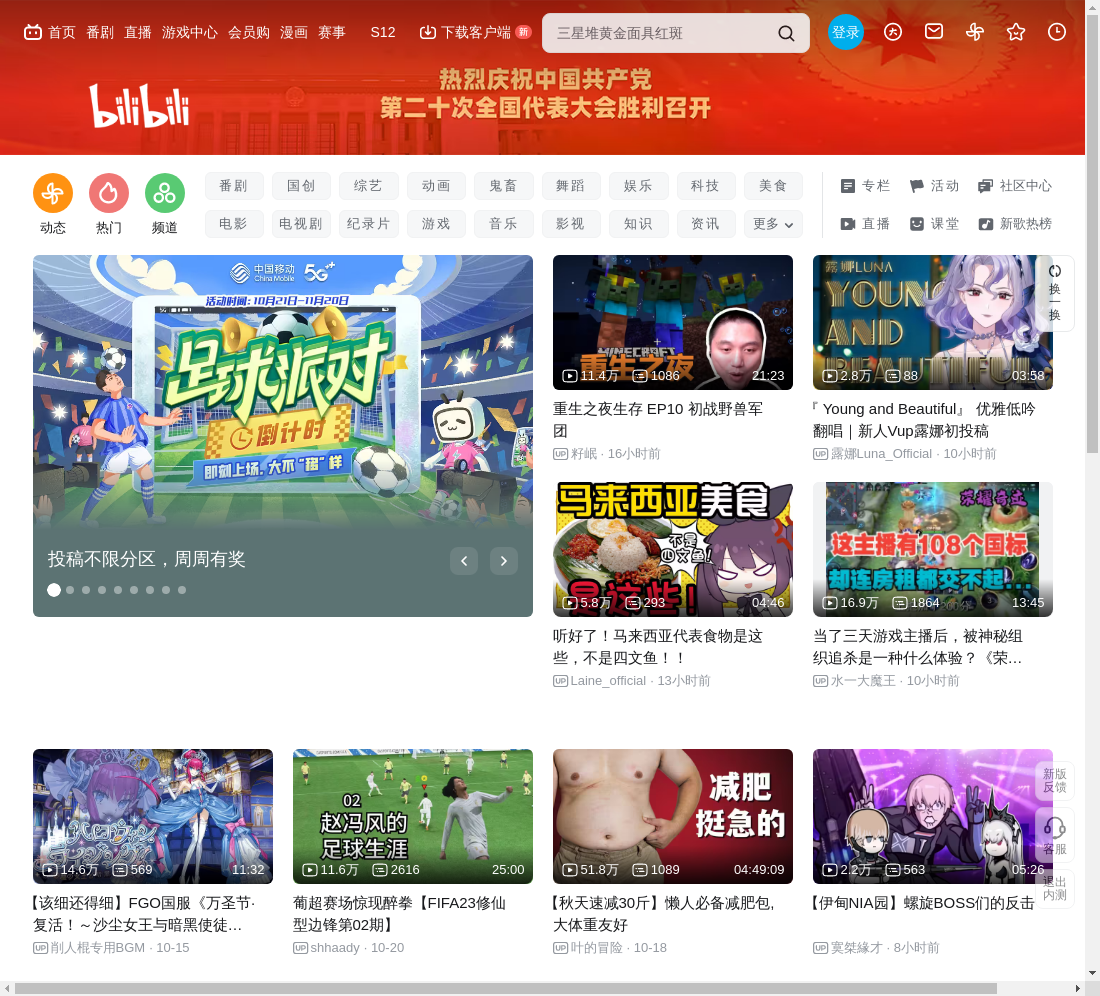 首页 番剧 直播 游戏中心 会员购 漫画 赛事 S12 下载客户端 新
三星堆黄金面具红斑
登录
热烈庆祝中国共产党
第二十次全国代表大会胜利召开
bilibili
动态 热门 频道
番剧 国创 综艺 动画 鬼畜 舞蹈 娱乐 科技 美食
电影 电视剧 纪录片 游戏 音乐 影视 知识 资讯 更多
专栏 活动 社区中心
直播 课堂 新歌热榜
中国移动
China Mobile
5G++
活动时间: 10月21日—11月20日
足球派对
倒计时
即刻上场,大不“球”样
投稿不限分区，周周有奖
MINECRAFT
重生之夜
11.4万 1086 21:23
重生之夜生存 EP10 初战野兽军
团
UP 籽岷 · 16小时前
露娜LUNA
YOUNG
AND
BEAUTIFUL
2.8万 88 03:58
『 Young and Beautiful』 优雅低吟
翻唱｜新人Vup露娜初投稿
UP 露娜Luna_Official · 10小时前
换
一
换
马来西亚美食
不是
四文鱼!
是这些!
5.8万 293 04:46
听好了！马来西亚代表食物是这
些，不是四文鱼！！
UP Laine_official · 13小时前
荣耀奇立
这主播有108个国标
却连房租都交不起...
16.9万 1864 13:45
当了三天游戏主播后，被神秘组
织追杀是一种什么体验？《荣…
UP 水一大魔王 · 10小时前
14.6万 569 11:32
【该细还得细】FGO国服《万圣节·
复活！～沙尘女王与暗黑使徒…
UP 削人棍专用BGM · 10-15
02
赵冯风的
足球生涯
11.6万 2616 25:00
葡超赛场惊现醉拳【FIFA23修仙
型边锋第02期】
UP shhaady · 10-20
减肥
挺急的
51.8万 1089 04:49:09
【秋天速减30斤】懒人必备减肥包,
大体重友好
UP 叶的冒险 · 10-18
2.2万 563 05:26
【伊甸NIA园】螺旋BOSS们的反击
UP 寞桀緣才 · 8小时前
新版
反馈
客服
退出
内测